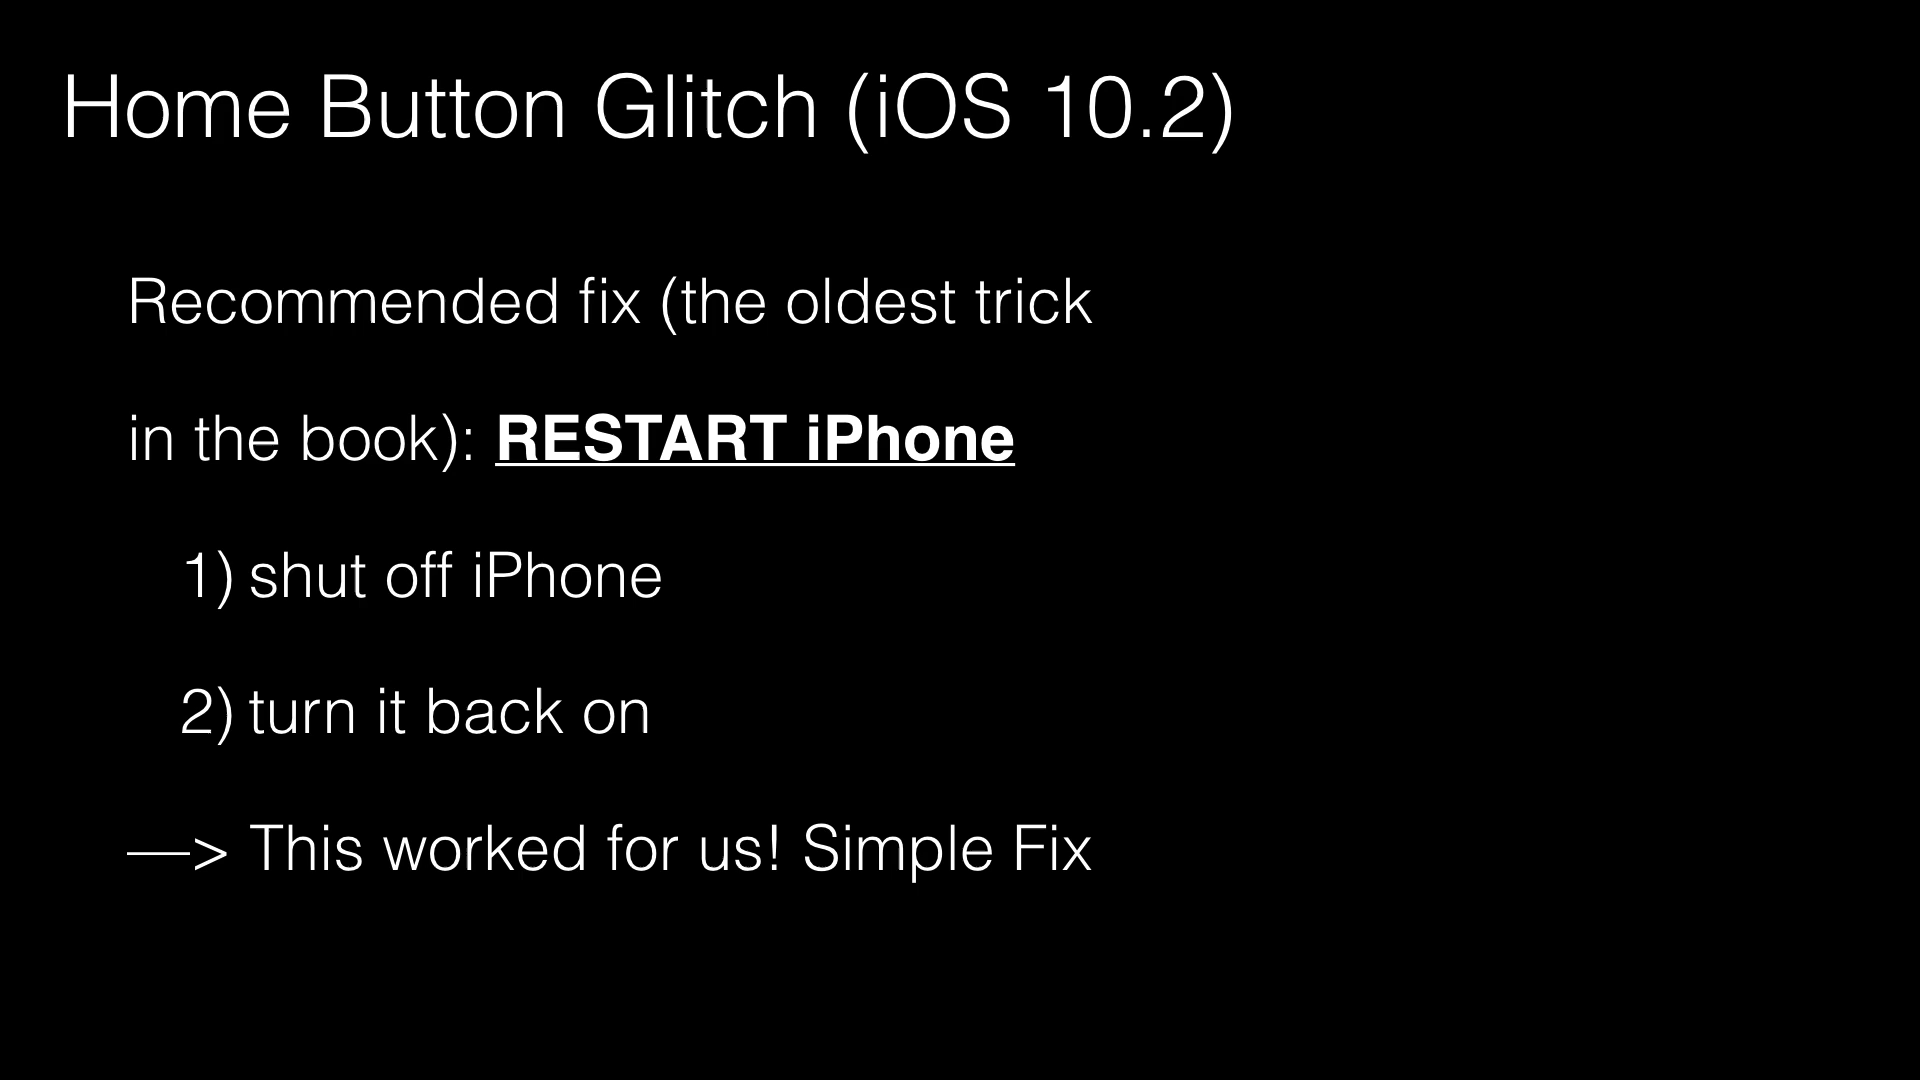 Home Button Glitch (iOS 10.2)
Recommended fix (the oldest trick
in the book): RESTART iPhone
1) shut off iPhone
2) turn it back on
—> This worked for us! Simple Fix